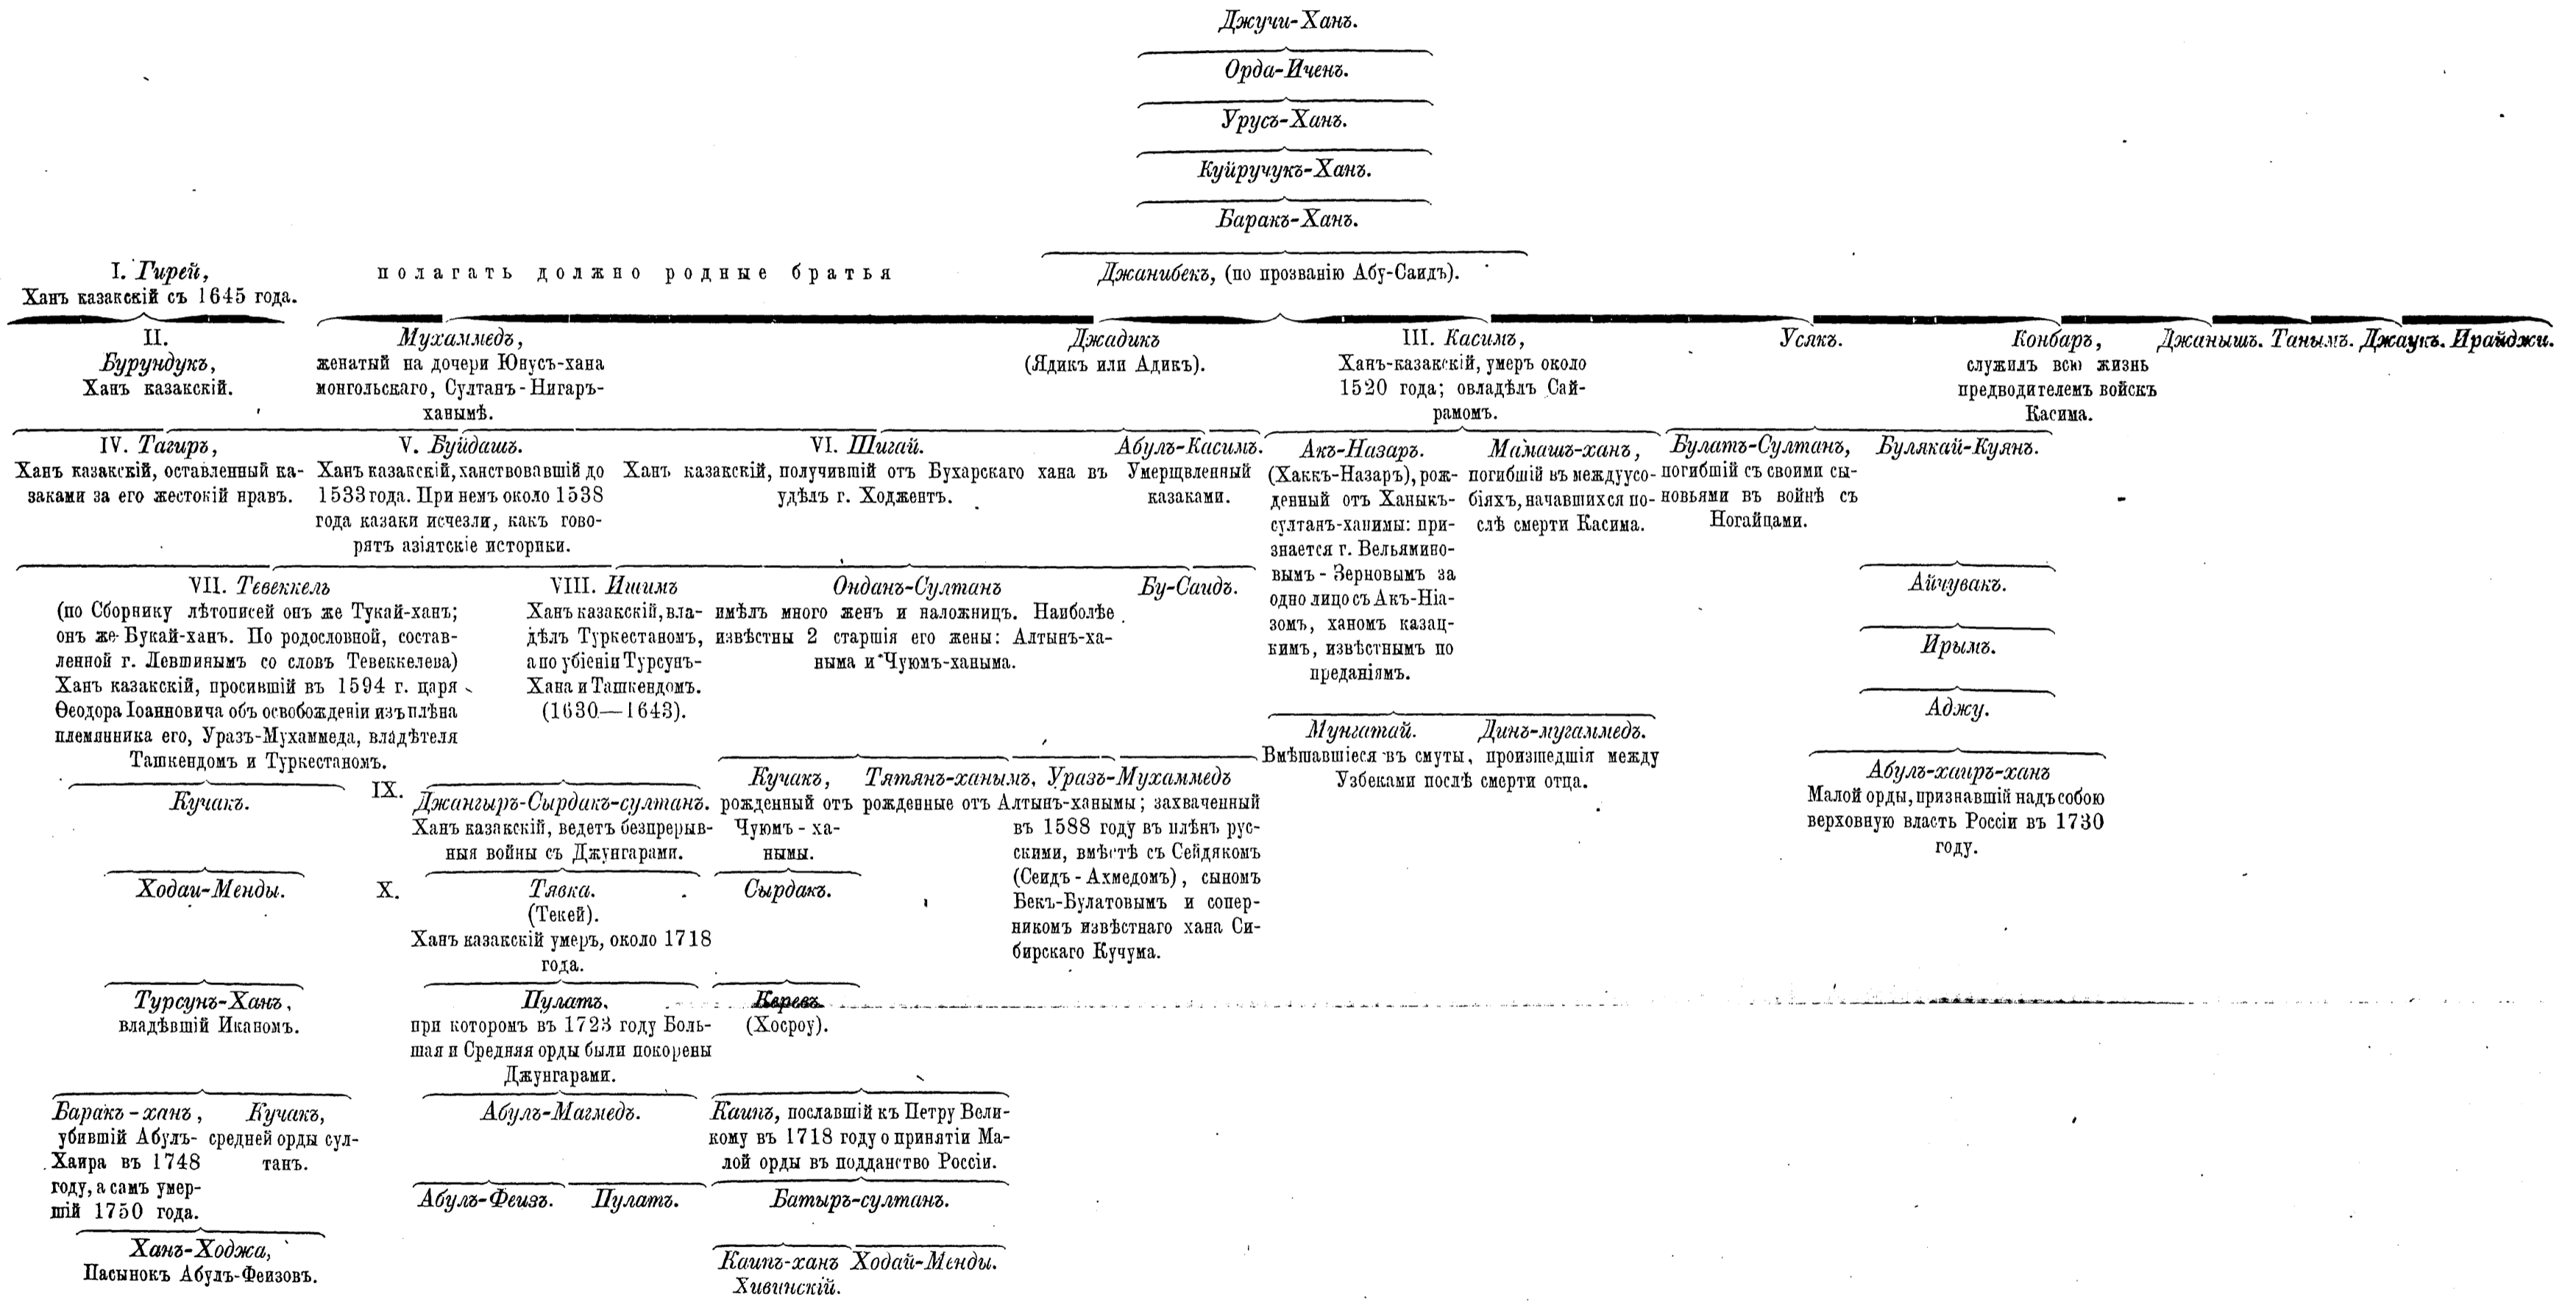 Джучи-Ханъ.
Орда-Иченъ.
Урусъ-Ханъ.
Куйручукъ-Ханъ.
Баракъ-Ханъ.
I. Гирей,
Ханъ казакскій съ 1645 года.
полагать должно родные братья
Джанибекъ, (по прозванію Абу-Саидъ).
II.
Бурундукъ,
Ханъ казакскій.
Мухаммедъ,
женатый на дочери Юнусъ-хана
монгольскаго, Султанъ-Нигаръ-
ханымѣ.
Джадикъ
(Ядикъ или Адикъ).
III. Касимъ,
Ханъ-казакскій, умеръ около
1520 года; овладѣлъ Сай-
рамомъ.
Усякъ.
Конбаръ,
служилъ всю жизнь
предводителемъ войскъ
Касима.
Джанышъ. Танымъ. Джаукъ. Ирайджи.
IV. Тагиръ,
Ханъ казакскій, оставленный ка-
заками за его жестокій нравъ.
V. Буйдашъ.
Ханъ казакскій, ханствовавшій до
1533 года. При немъ около 1538
года казаки исчезли, какъ гово-
рятъ азіятскіе историки.
VI. Шигай.
Ханъ казакскій, получившій отъ Бухарскаго хана въ
удѣлъ г. Ходжентъ.
Абулъ-Касимъ.
Умерщвленный
казаками.
Акъ-Назаръ.
(Хаккъ-Назаръ), рож-
денный отъ Ханыкъ-
султанъ-ханимы: при-
знается г. Вельямино-
вымъ-Зерновымъ за
одно лицо съ Акъ-Ніа-
зомъ, ханомъ казац-
кимъ, извѣстнымъ по
преданіямъ.
Мамашъ-ханъ,
погибшій въ междуусо-
біяхъ, начавшихся по-
слѣ смерти Касима.
Булатъ-Султанъ,
погибшій съ своими сы-
новьями въ войнѣ съ
Ногайцами.
Булякай-Куянъ.
VII. Тевеккель
(по Сборнику лѣтописей онъ же Тукай-ханъ;
онъ же Букай-ханъ. По родословной, состав-
ленной г. Левшинымъ со словъ Тевеккелева)
Ханъ казакскій, просившій въ 1594 г. царя
Ѳеодора Іоанновича объ освобожденіи изъ плѣна
племянника его, Уразъ-Мухаммеда, владѣтеля
Ташкендомъ и Туркестаномъ.
VIII. Ишимъ
Ханъ казакскій, вла-
дѣлъ Туркестаномъ,
а по убіеніи Турсунъ-
Хана и Ташкендомъ.
(1630—1643).
Онданъ-Султанъ
имѣлъ много женъ и наложницъ. Наиболѣе
извѣстны 2 старшія его жены: Алтынъ-ха-
ныма и Чуюмъ-ханыма.
Бу-Саидъ.
Айчувакъ.
Ирымъ.
Аджу.
Мунгатай. Динъ-мугаммедъ.
Вмѣшавшіеся въ смуты, происшедшія между
Узбеками послѣ смерти отца.
Абулъ-хаиръ-ханъ
Малой орды, признавшій надъ собою
верховную власть Россіи въ 1730
году.
Кучакъ.
IX.
Джангыръ-Сырдакъ-султанъ.
Ханъ казакскій, ведетъ безпрерыв-
ныя войны съ Джунгарами.
Кучакъ,
рожденный отъ
Чуюмъ-ха-
нымы.
Тятянъ-ханымъ, Уразъ-Мухаммедъ
рожденные отъ Алтынъ-ханымы; захваченный
въ 1588 году въ плѣнъ рус-
скими, вмѣстѣ съ Сейдякомъ
(Сеидъ-Ахмедомъ), сыномъ
Бекъ-Булатовымъ и сопер-
никомъ извѣстнаго хана Си-
бирскаго Кучума.
Ходаи-Менды.
X.
Тявка.
(Текей).
Ханъ казакскій умеръ, около 1718
года.
Сырдакъ.
Турсунъ-Ханъ,
владѣвшій Иканомъ.
Пулатъ.
при которомъ въ 1723 году Боль-
шая и Средняя орды были покорены
Джунгарами.
(Хосроу).
Баракъ-ханъ,
убившій Абулъ-
Хаира въ 1748
году, а самъ умер-
шій 1750 года.
Кучакъ,
средней орды сул-
танъ.
Абулъ-Магмедъ.
Каипъ, пославшій къ Петру Вели-
кому въ 1718 году о принятіи Ма-
лой орды въ подданство Россіи.
Абулъ-Феизъ. Пулатъ.
Батыръ-султанъ.
Ханъ-Ходжа,
Пасынокъ Абулъ-Феизовъ.
Каипъ-ханъ
Хивинскій.
Ходай-Менды.